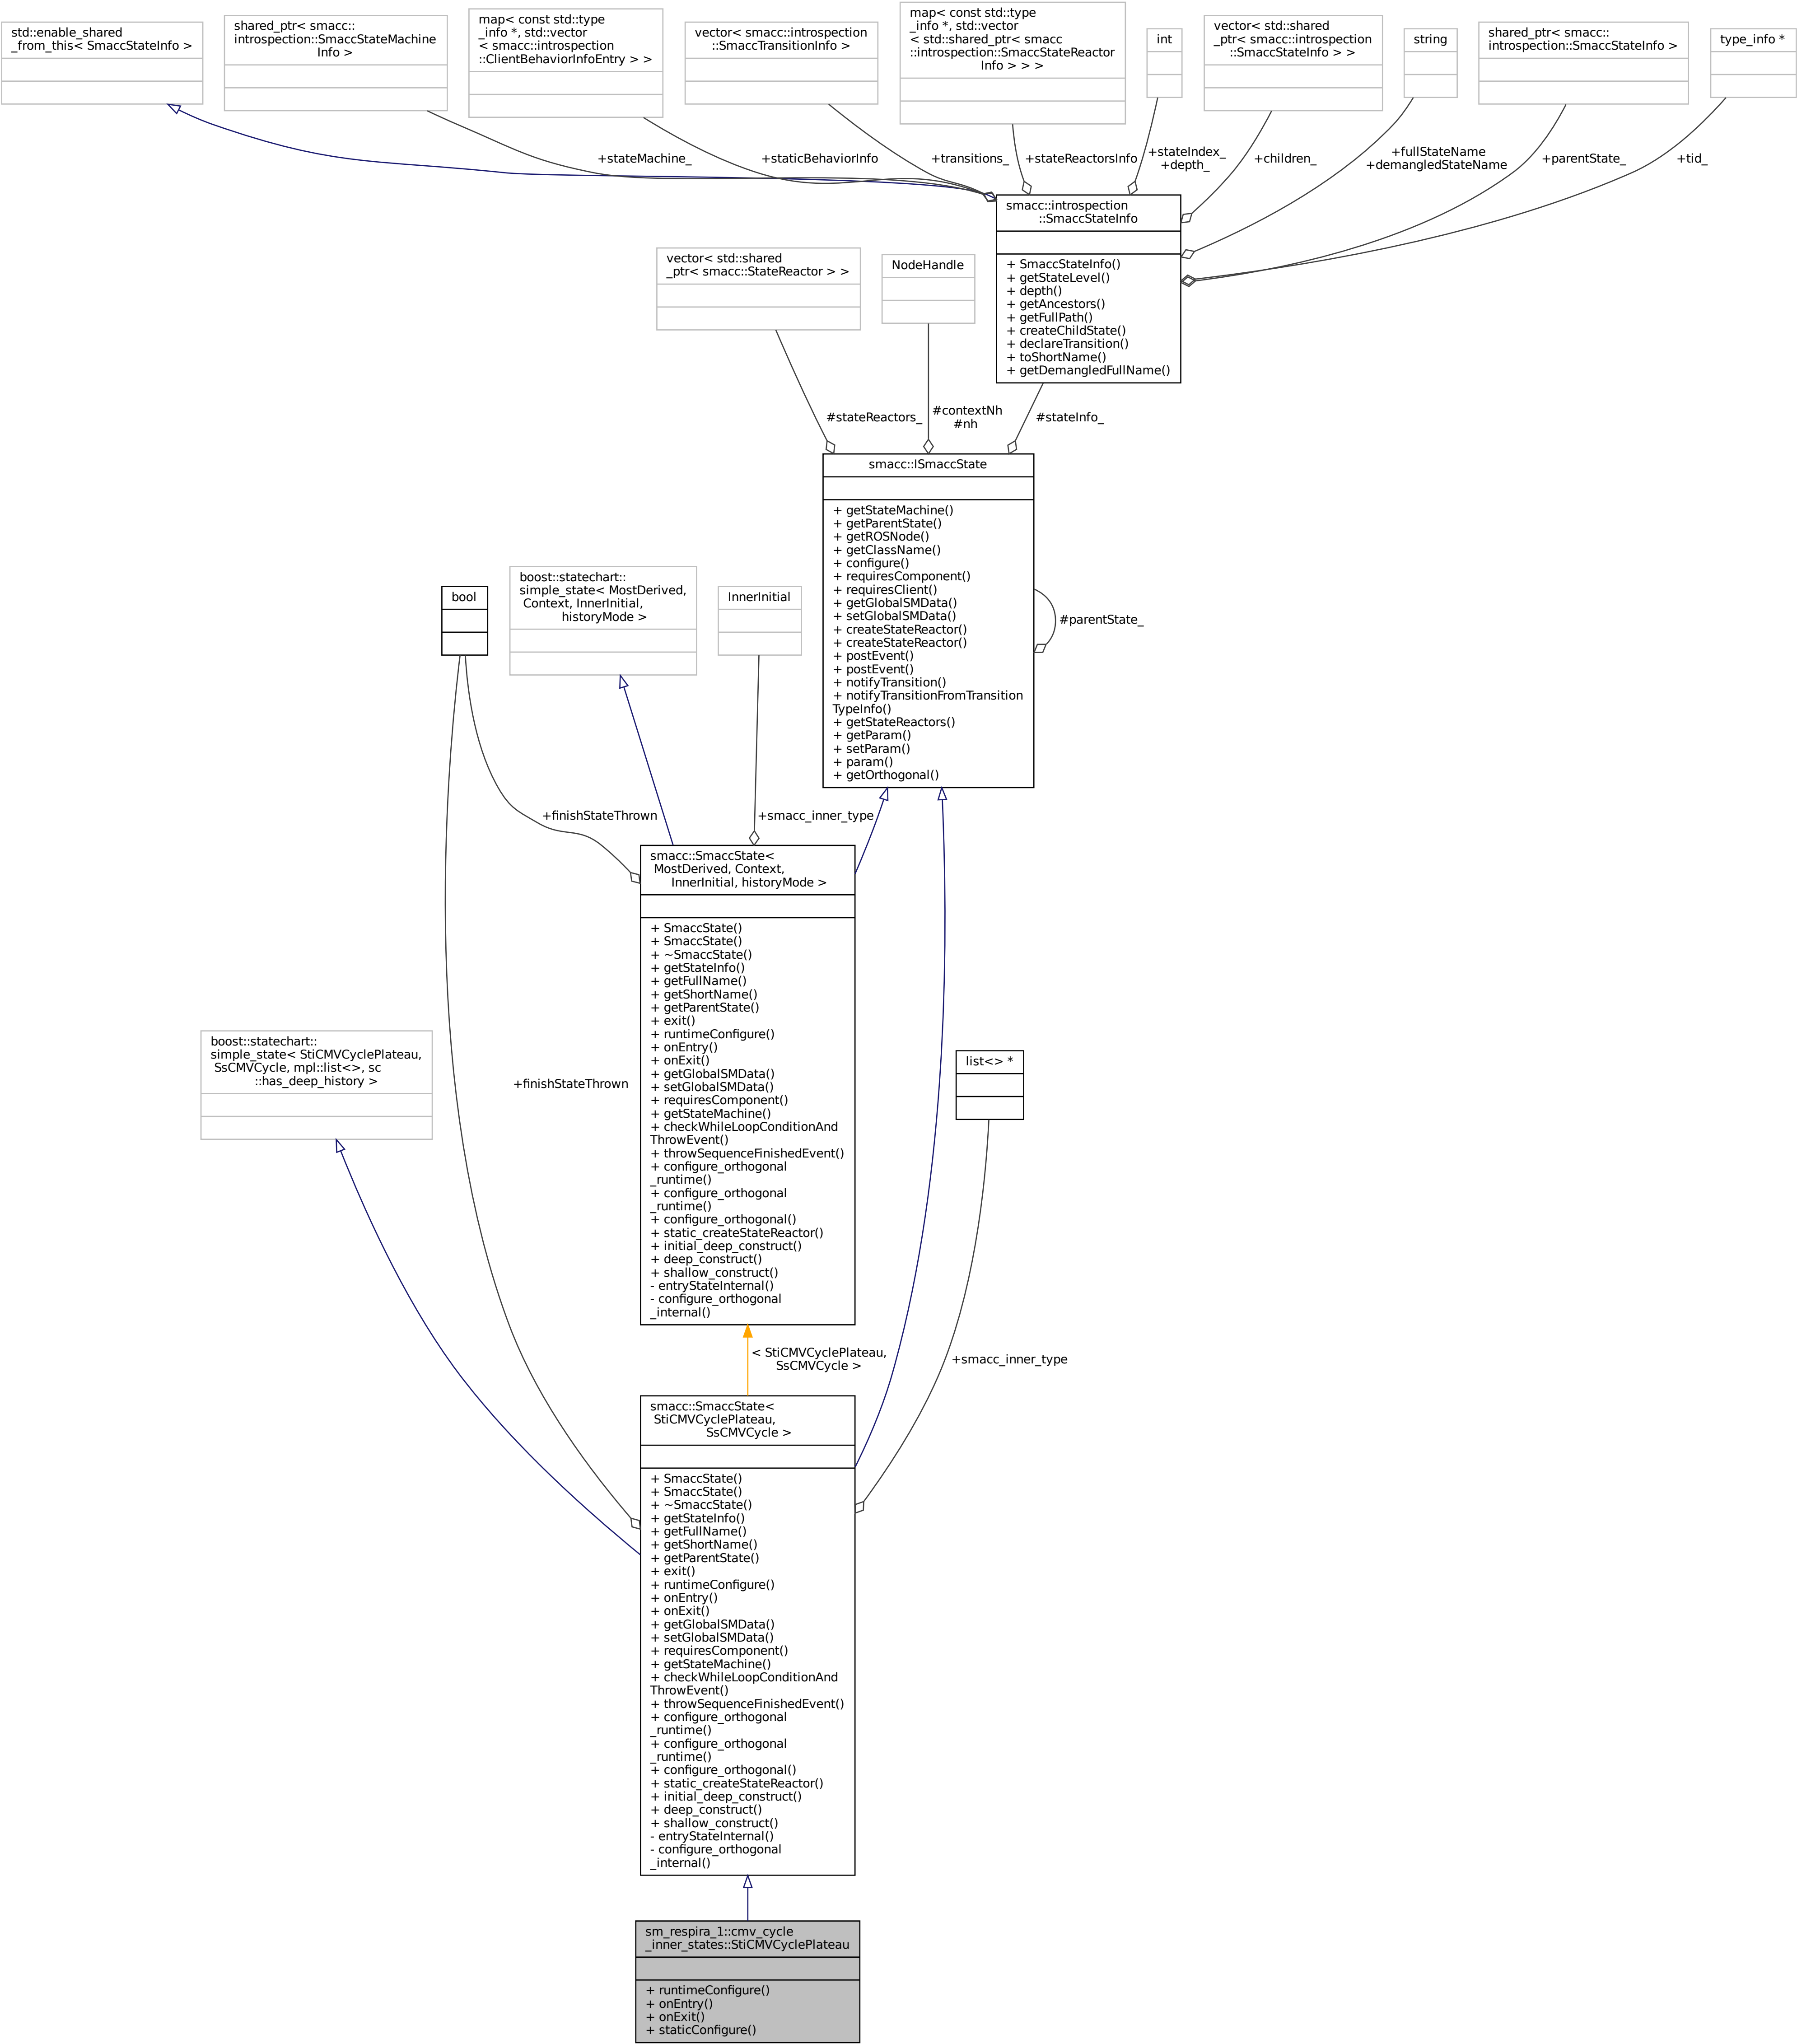 std::enable_shared
_from_this< SmaccStateInfo >
shared_ptr< smacc::
introspection::SmaccStateMachine
Info >
map< const std::type
_info *, std::vector
< smacc::introspection
::ClientBehaviorInfoEntry > >
vector< smacc::introspection
::SmaccTransitionInfo >
map< const std::type
_info *, std::vector
< std::shared_ptr< smacc
::introspection::SmaccStateReactor
Info > > >
int
vector< std::shared
_ptr< smacc::introspection
::SmaccStateInfo > >
string
shared_ptr< smacc::
introspection::SmaccStateInfo >
type_info *
+stateMachine_
+staticBehaviorInfo
+transitions_
+stateReactorsInfo
+stateIndex_
+depth_
+children_
+fullStateName
+demangledStateName
+parentState_
+tid_
smacc::introspection
::SmaccStateInfo
+ SmaccStateInfo()
+ getStateLevel()
+ depth()
+ getAncestors()
+ getFullPath()
+ createChildState()
+ declareTransition()
+ toShortName()
+ getDemangledFullName()
vector< std::shared
_ptr< smacc::StateReactor > >
NodeHandle
#stateReactors_
#contextNh
#nh
#stateInfo_
smacc::ISmaccState
+ getStateMachine()
+ getParentState()
+ getROSNode()
+ getClassName()
+ configure()
+ requiresComponent()
+ requiresClient()
+ getGlobalSMData()
+ setGlobalSMData()
+ createStateReactor()
+ createStateReactor()
+ postEvent()
+ postEvent()
+ notifyTransition()
+ notifyTransitionFromTransition
TypeInfo()
+ getStateReactors()
+ getParam()
+ setParam()
+ param()
+ getOrthogonal()
#parentState_
bool
boost::statechart::
simple_state< MostDerived,
Context, InnerInitial,
historyMode >
InnerInitial
+finishStateThrown
+smacc_inner_type
smacc::SmaccState<
MostDerived, Context,
InnerInitial, historyMode >
+ SmaccState()
+ SmaccState()
+ ~SmaccState()
+ getStateInfo()
+ getFullName()
+ getShortName()
+ getParentState()
+ exit()
+ runtimeConfigure()
+ onEntry()
+ onExit()
+ getGlobalSMData()
+ setGlobalSMData()
+ requiresComponent()
+ getStateMachine()
+ checkWhileLoopConditionAnd
ThrowEvent()
+ throwSequenceFinishedEvent()
+ configure_orthogonal
_runtime()
+ configure_orthogonal
_runtime()
+ configure_orthogonal()
+ static_createStateReactor()
+ initial_deep_construct()
+ deep_construct()
+ shallow_construct()
- entryStateInternal()
- configure_orthogonal
_internal()
boost::statechart::
simple_state< StiCMVCyclePlateau,
SsCMVCycle, mpl::list<>, sc
::has_deep_history >
+finishStateThrown
list<> *
< StiCMVCyclePlateau,
SsCMVCycle >
+smacc_inner_type
smacc::SmaccState<
StiCMVCyclePlateau,
SsCMVCycle >
+ SmaccState()
+ SmaccState()
+ ~SmaccState()
+ getStateInfo()
+ getFullName()
+ getShortName()
+ getParentState()
+ exit()
+ runtimeConfigure()
+ onEntry()
+ onExit()
+ getGlobalSMData()
+ setGlobalSMData()
+ requiresComponent()
+ getStateMachine()
+ checkWhileLoopConditionAnd
ThrowEvent()
+ throwSequenceFinishedEvent()
+ configure_orthogonal
_runtime()
+ configure_orthogonal
_runtime()
+ configure_orthogonal()
+ static_createStateReactor()
+ initial_deep_construct()
+ deep_construct()
+ shallow_construct()
- entryStateInternal()
- configure_orthogonal
_internal()
sm_respira_1::cmv_cycle
_inner_states::StiCMVCyclePlateau
+ runtimeConfigure()
+ onEntry()
+ onExit()
+ staticConfigure()